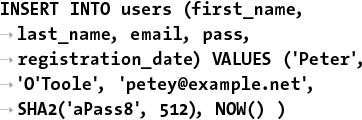 INSERT INTO users (first_name,
→ last_name, email, pass,
→ registration_date) VALUES ('Peter',
→ 'O'Toole', 'petey@example.net',
→ SHA2('aPass8', 512), NOW() )